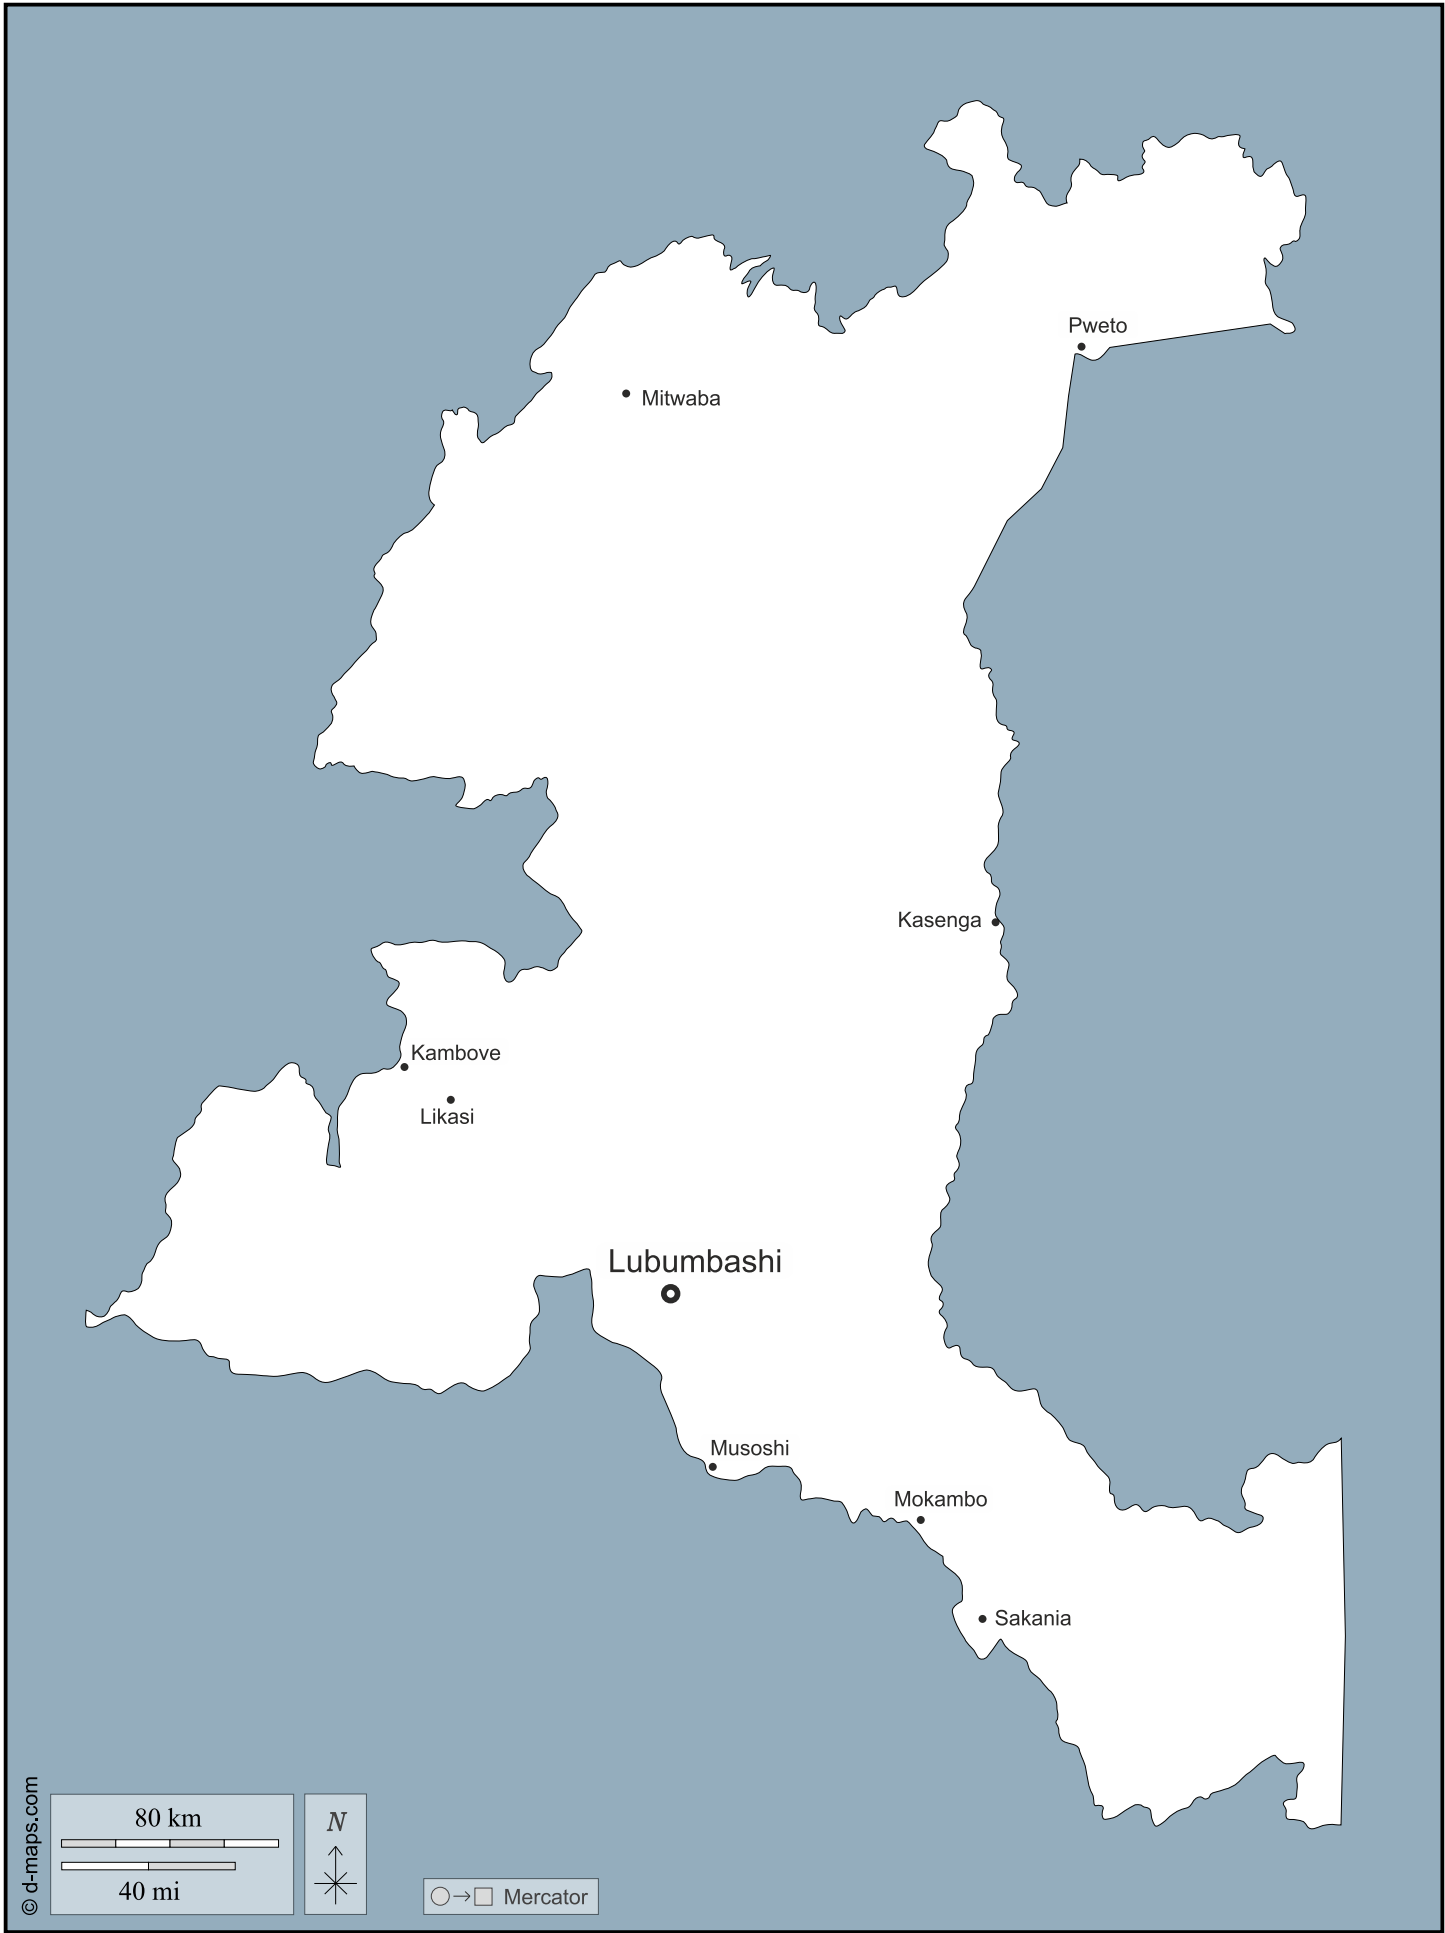 Pweto
Mitwaba
Kasenga
Kambove
Likasi
Lubumbashi
Musoshi
Mokambo
Sakania
© d-maps.com
80 km
40 mi
N
Mercator